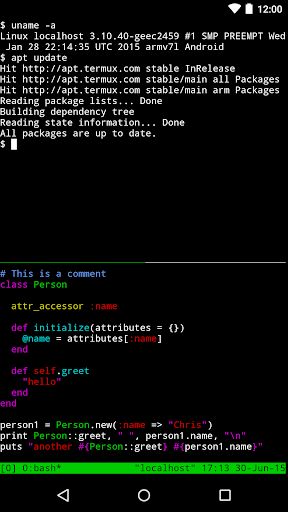 12:00
$ uname -a
Linux localhost 3.10.40-geec2459 #1 SMP PREEMPT Wed
 Jan 28 22:14:35 UTC 2015 armv7l Android
$ apt update
Hit http://apt.termux.com stable InRelease
Hit http://apt.termux.com stable/main all Packages
Hit http://apt.termux.com stable/main arm Packages
Reading package lists... Done
Building dependency tree
Reading state information... Done
All packages are up to date.
$
# This is a comment
class Person

  attr_accessor :name

  def initialize(attributes = {})
    @name = attributes[:name]
  end

  def self.greet
    "hello"
  end
end

person1 = Person.new(:name => "Chris")
print Person::greet, " ", person1.name, "\n"
puts "another #{Person::greet} #{person1.name}"
[0] 0:bash* "localhost" 17:13 30-Jun-15